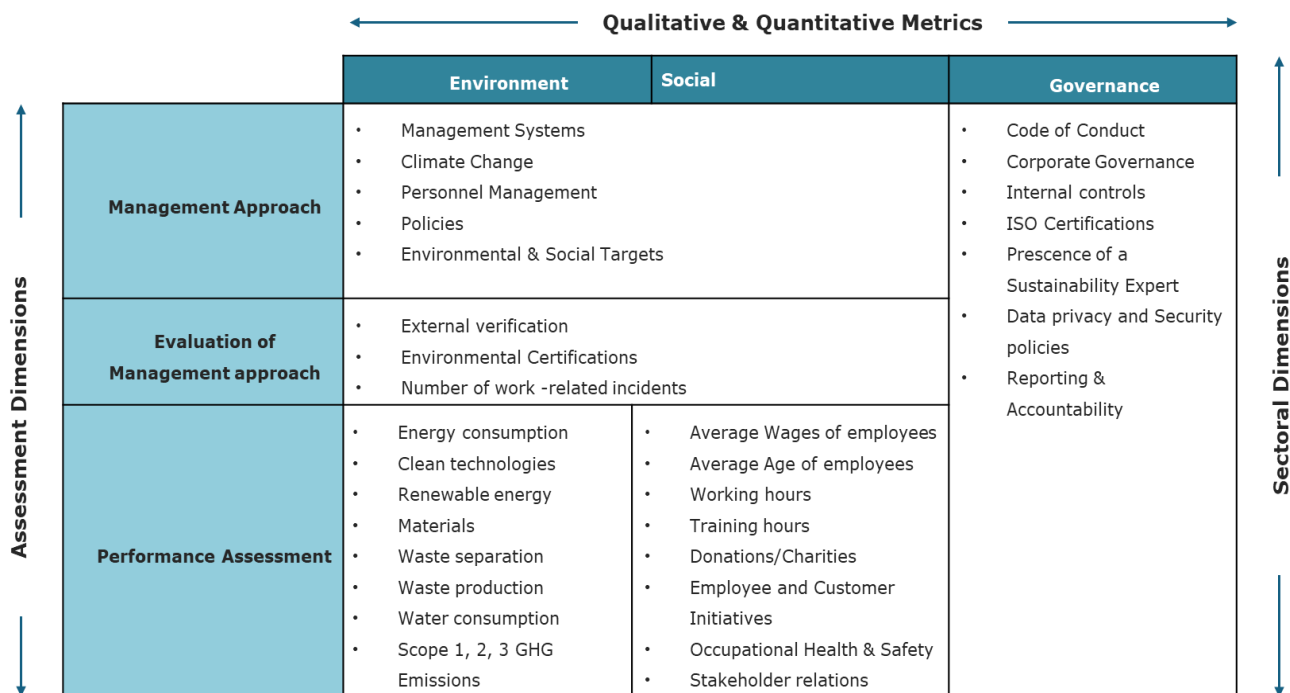 Qualitative & Quantitative Metrics
Environment
Social
Governance
Assessment Dimensions
Management Approach
• Management Systems
• Climate Change
• Personnel Management
• Policies
• Environmental & Social Targets
• Code of Conduct
• Corporate Governance
• Internal controls
• ISO Certifications
• Prescence of a
Sustainability Expert
• Data privacy and Security
policies
• Reporting &
Accountability
Evaluation of
Management approach
• External verification
• Environmental Certifications
• Number of work -related incidents
Performance Assessment
• Energy consumption
• Clean technologies
• Renewable energy
• Materials
• Waste separation
• Waste production
• Water consumption
• Scope 1, 2, 3 GHG
Emissions
• Average Wages of employees
• Average Age of employees
• Working hours
• Training hours
• Donations/Charities
• Employee and Customer
Initiatives
• Occupational Health & Safety
• Stakeholder relations
Sectoral Dimensions